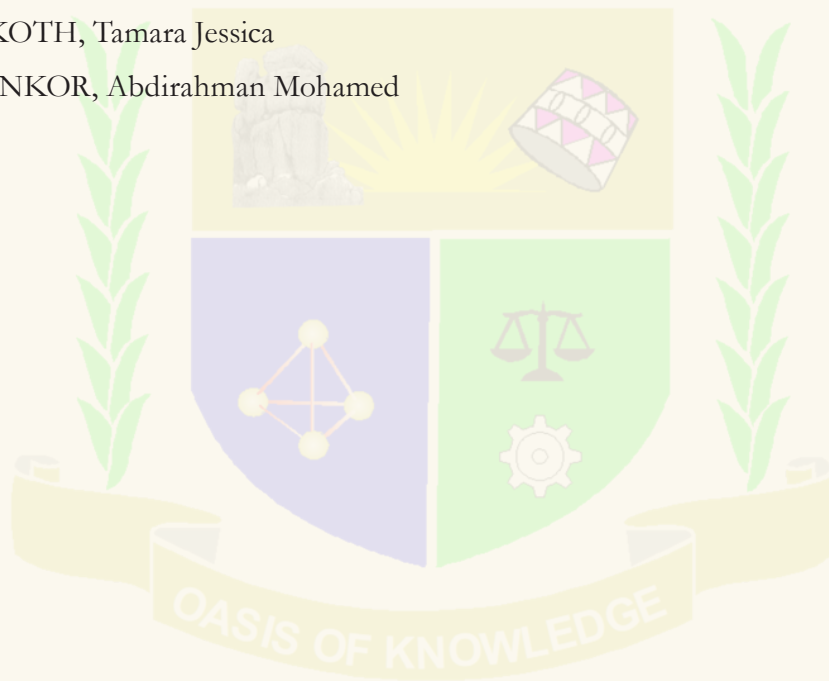 KOTH, Tamara Jessica
NKOR, Abdirahman Mohamed
OASIS OF KNOWLEDGE